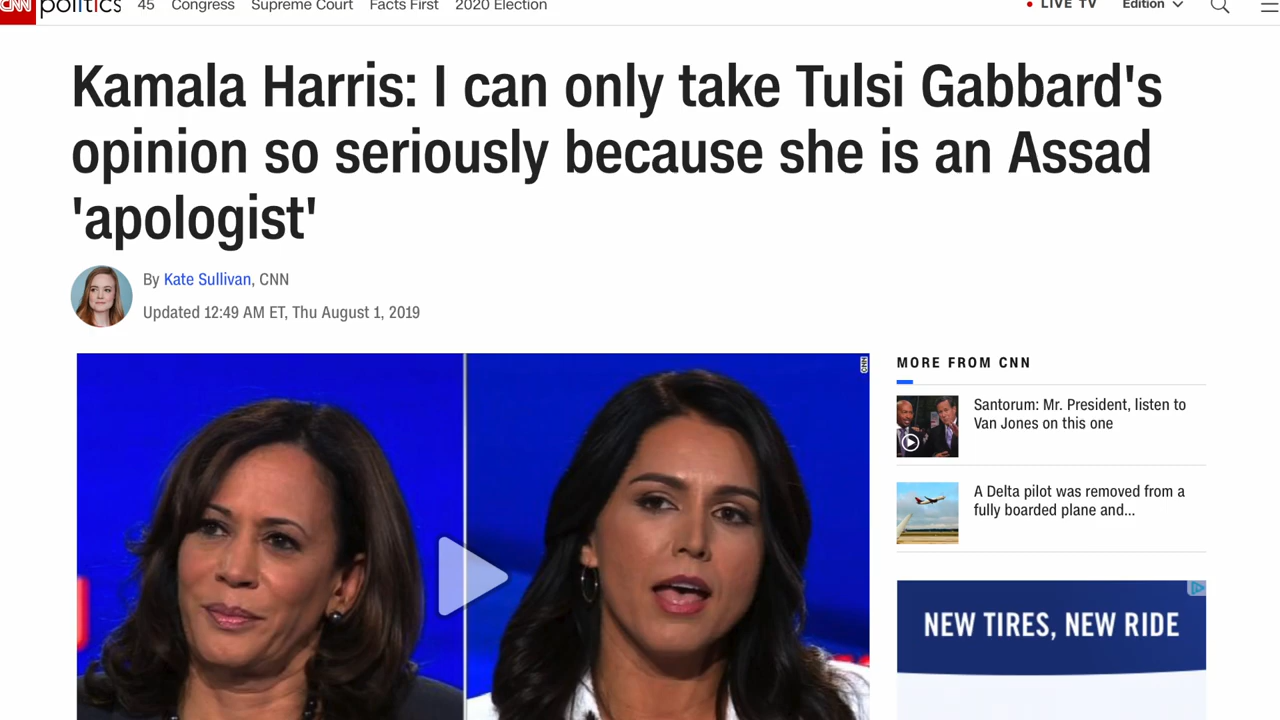 CNN politics 45 Congress Supreme Court Facts First 2020 Election • LIVE TV Edition
Kamala Harris: I can only take Tulsi Gabbard's
opinion so seriously because she is an Assad
'apologist'
By Kate Sullivan, CNN
Updated 12:49 AM ET, Thu August 1, 2019
CNN
MORE FROM CNN
Santorum: Mr. President, listen to
Van Jones on this one
A Delta pilot was removed from a
fully boarded plane and...
NEW TIRES, NEW RIDE